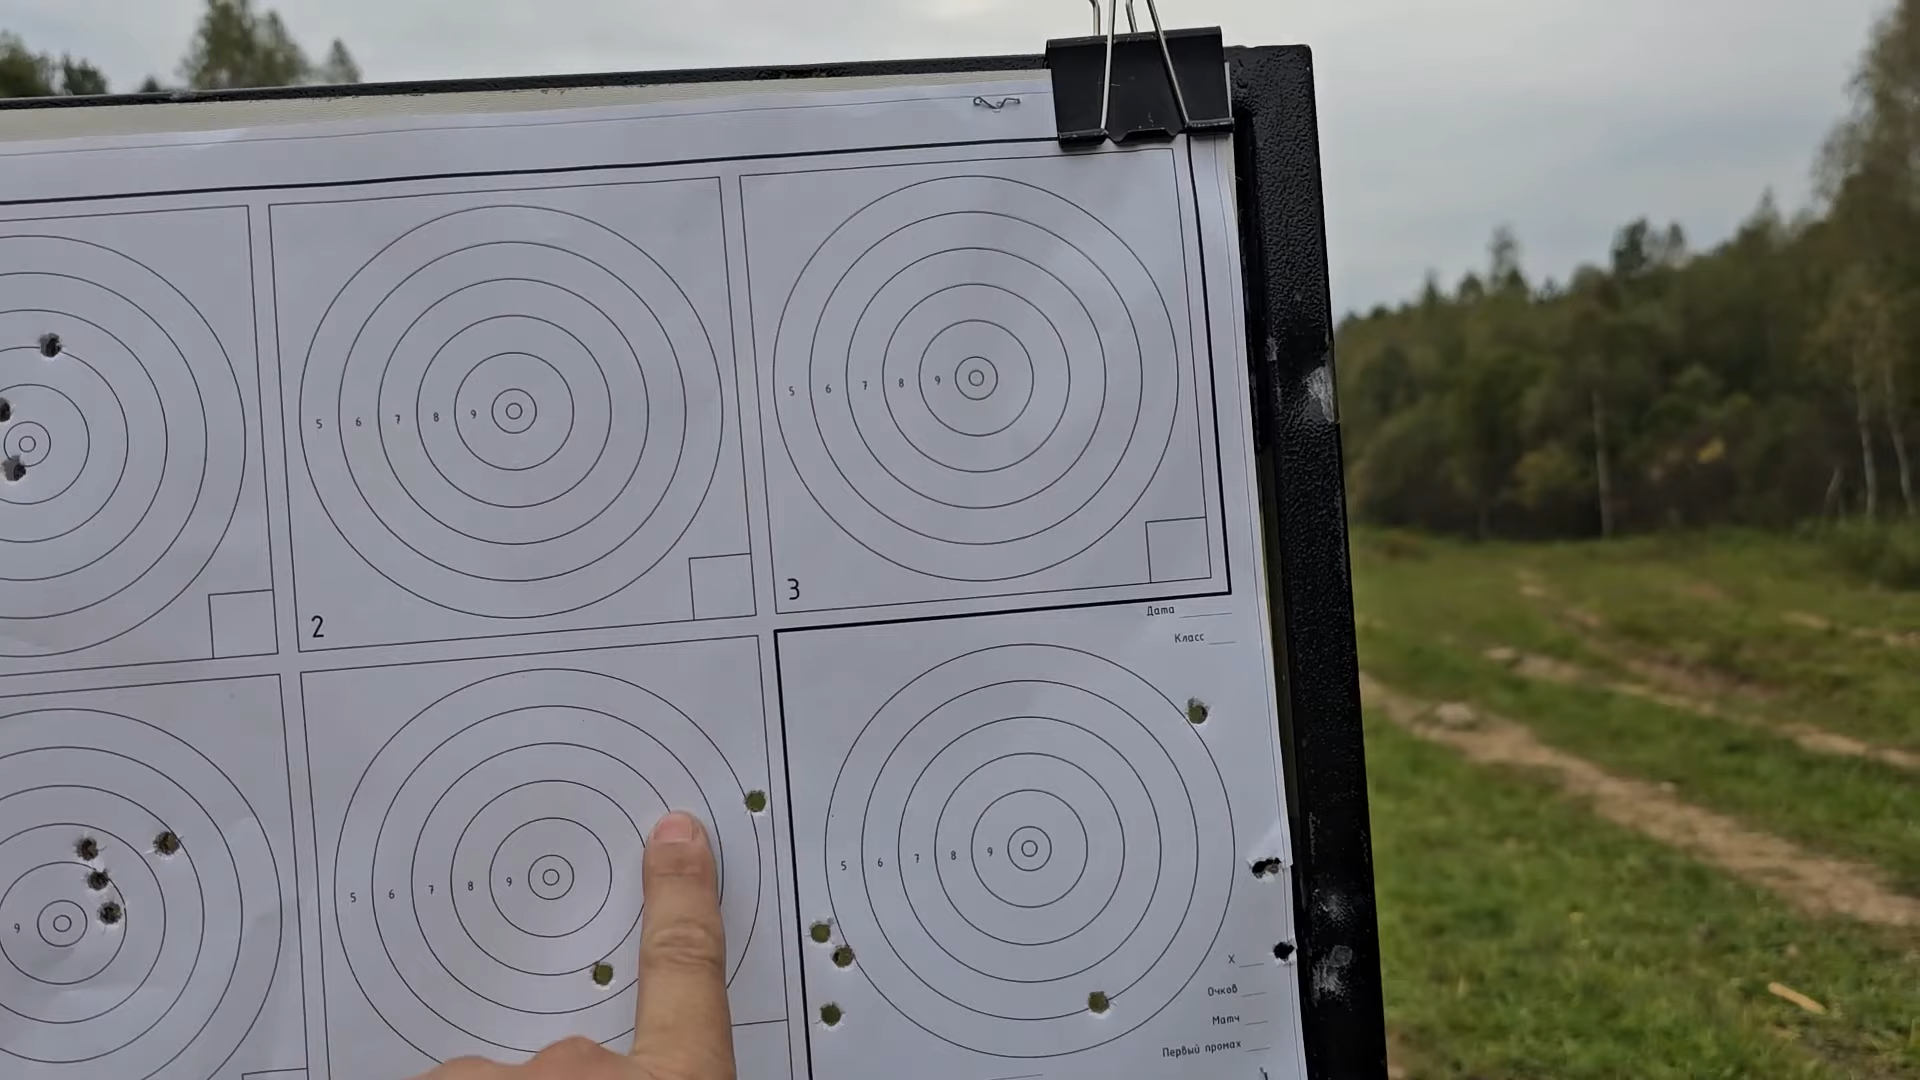 5 6 7 8 9
5 6 7 8 9
2
3
Дата
Класс
9
5 6 7 8 9
5 6 7 8 9
X
Очков
Матч
Первый промах